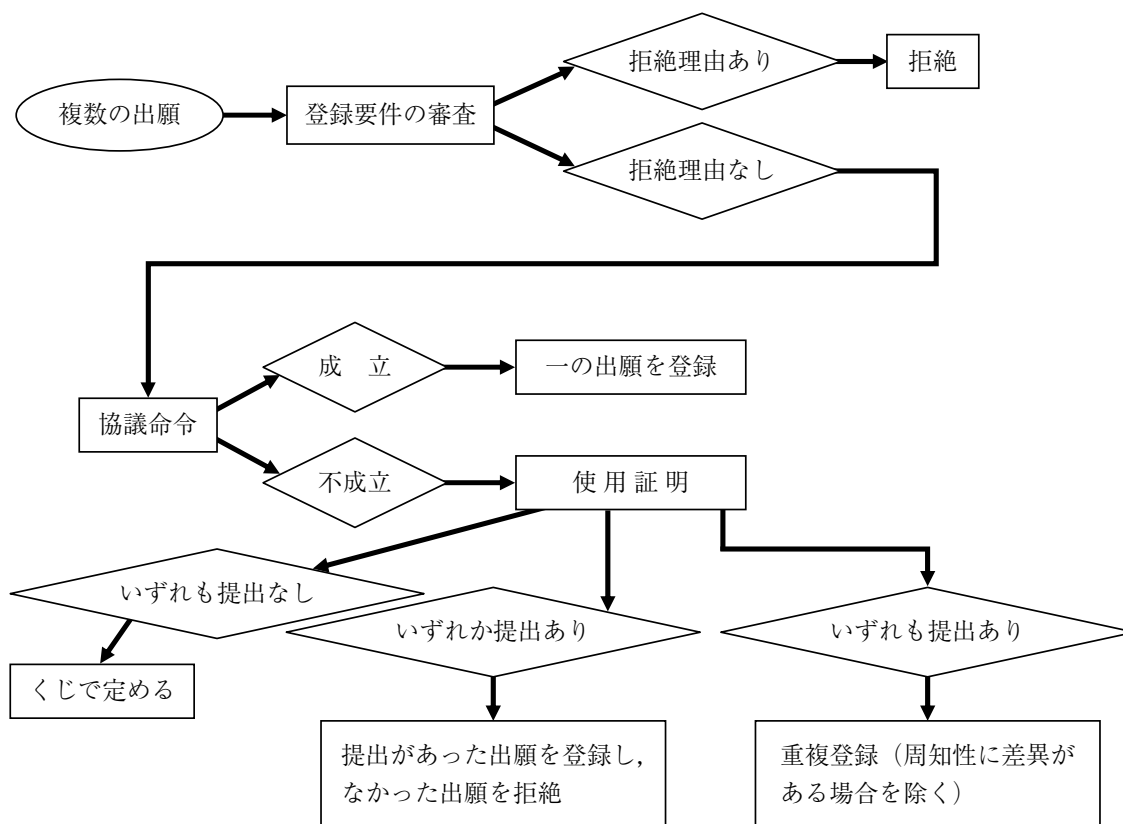 複数の出願
登録要件の審査
拒絶理由あり
拒絶
拒絶理由なし
協議命令
成　立
一の出願を登録
不成立
使 用 証 明
いずれも提出なし
くじで定める
いずれか提出あり
提出があった出願を登録し，
なかった出願を拒絶
いずれも提出あり
重複登録（周知性に差異が
ある場合を除く）